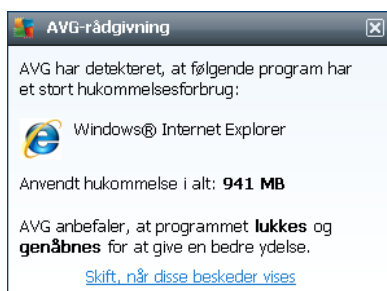 AVG-rådgivning
AVG har detekteret, at følgende program har
et stort hukommelsesforbrug:
Windows® Internet Explorer
Anvendt hukommelse i alt: 941 MB
AVG anbefaler, at programmet lukkes og
genåbnes for at give en bedre ydelse.
Skift, når disse beskeder vises